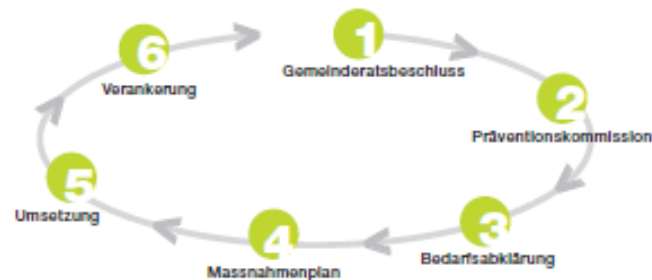 1
Gemeinderatsbeschluss
2
Präventionskommission
3
Bedarfsabklärung
4
Massnahmenplan
5
Umsetzung
6
Verankerung